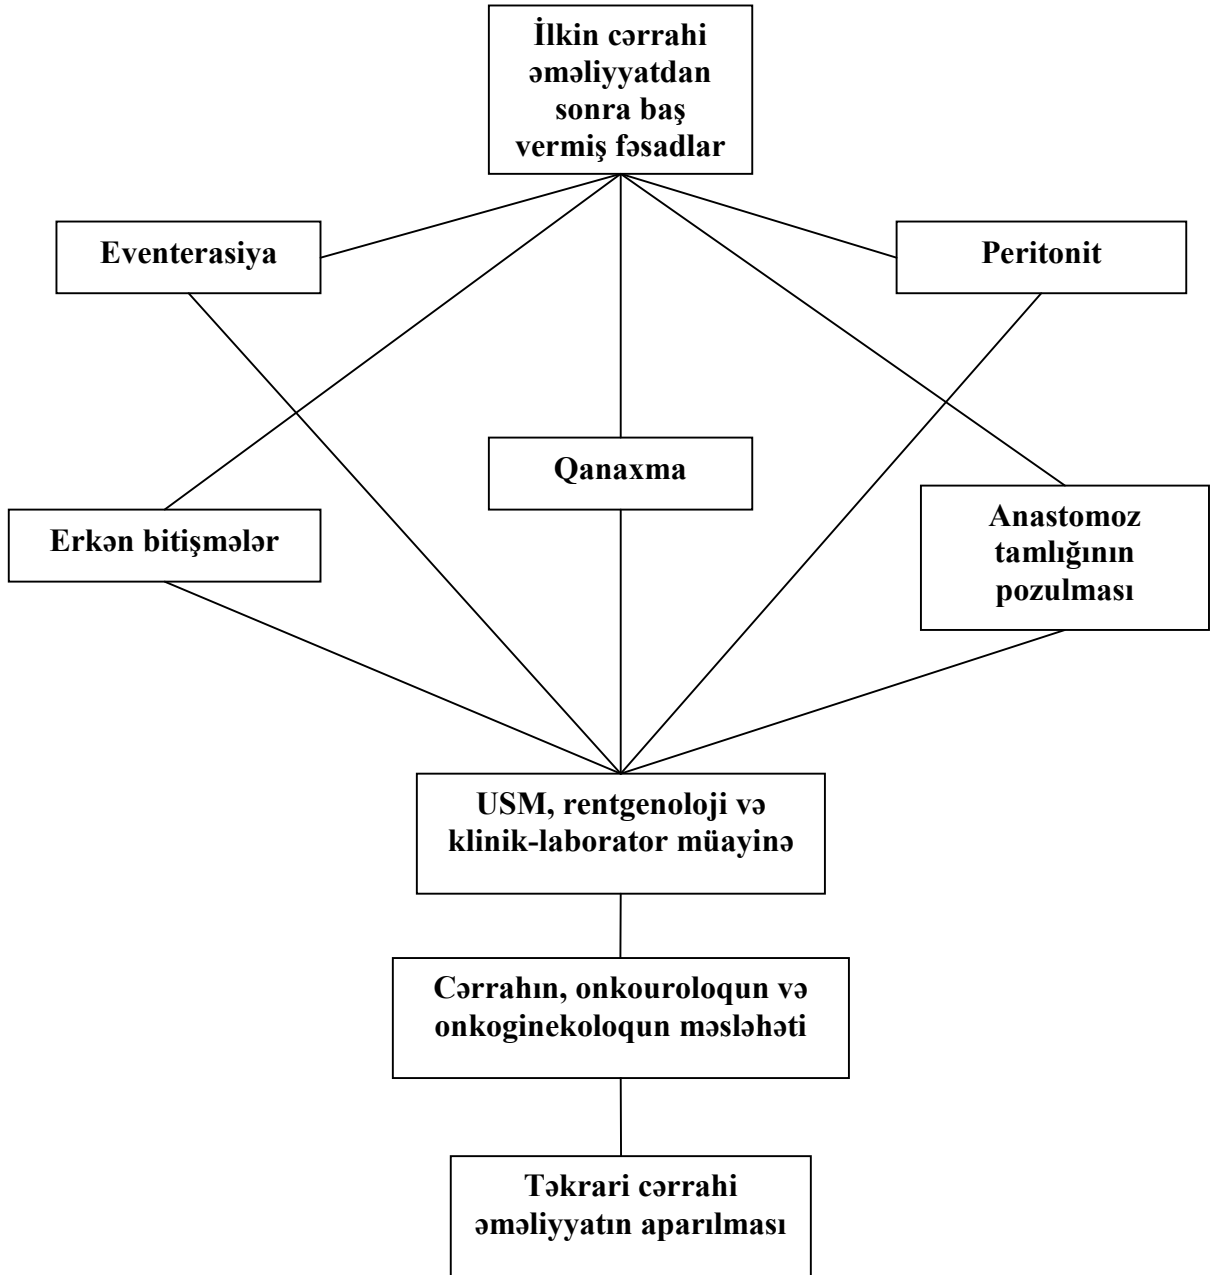 İlkin cərrahi
əməliyyatdan
sonra baş
vermiş fəsadlar
Eventerasiya
Peritonit
Qanaxma
Erkən bitişmələr
Anastomoz
tamlığının
pozulması
USM, rentgenoloji və
klinik-laborator müayinə
Cərrahın, onkouroloqun və
onkoginekoloqun məsləhəti
Təkrari cərrahi
əməliyyatın aparılması